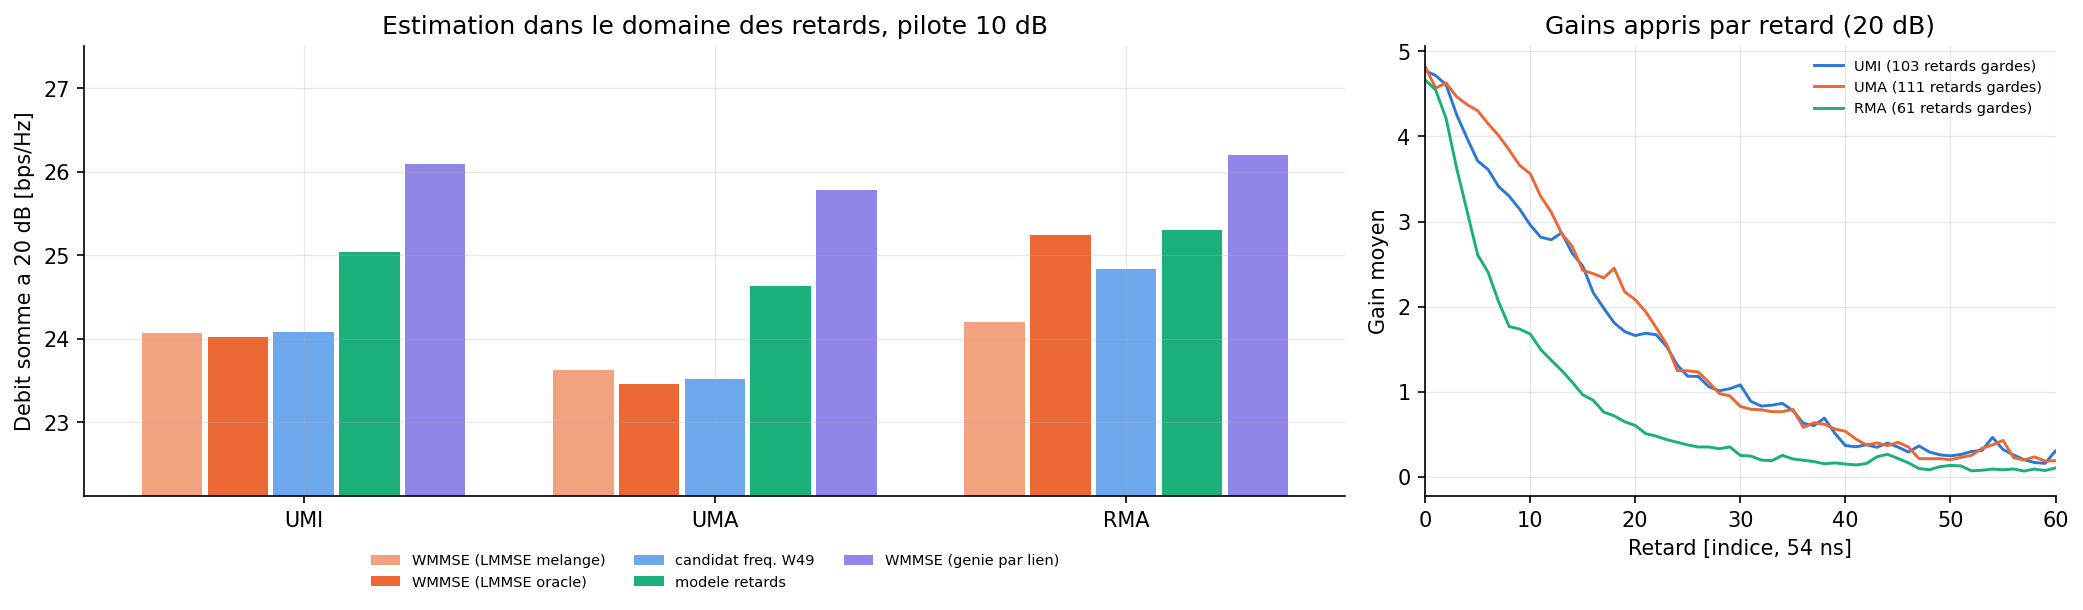 Estimation dans le domaine des retards, pilote 10 dB
Debit somme a 20 dB [bps/Hz]
27
26
25
24
23
UMI
UMA
RMA
WMMSE (LMMSE melange)
WMMSE (LMMSE oracle)
candidat freq. W49
modele retards
WMMSE (genie par lien)
Gains appris par retard (20 dB)
Gain moyen
5
4
3
2
1
0
UMI (103 retards gardes)
UMA (111 retards gardes)
RMA (61 retards gardes)
0 10 20 30 40 50 60
Retard [indice, 54 ns]